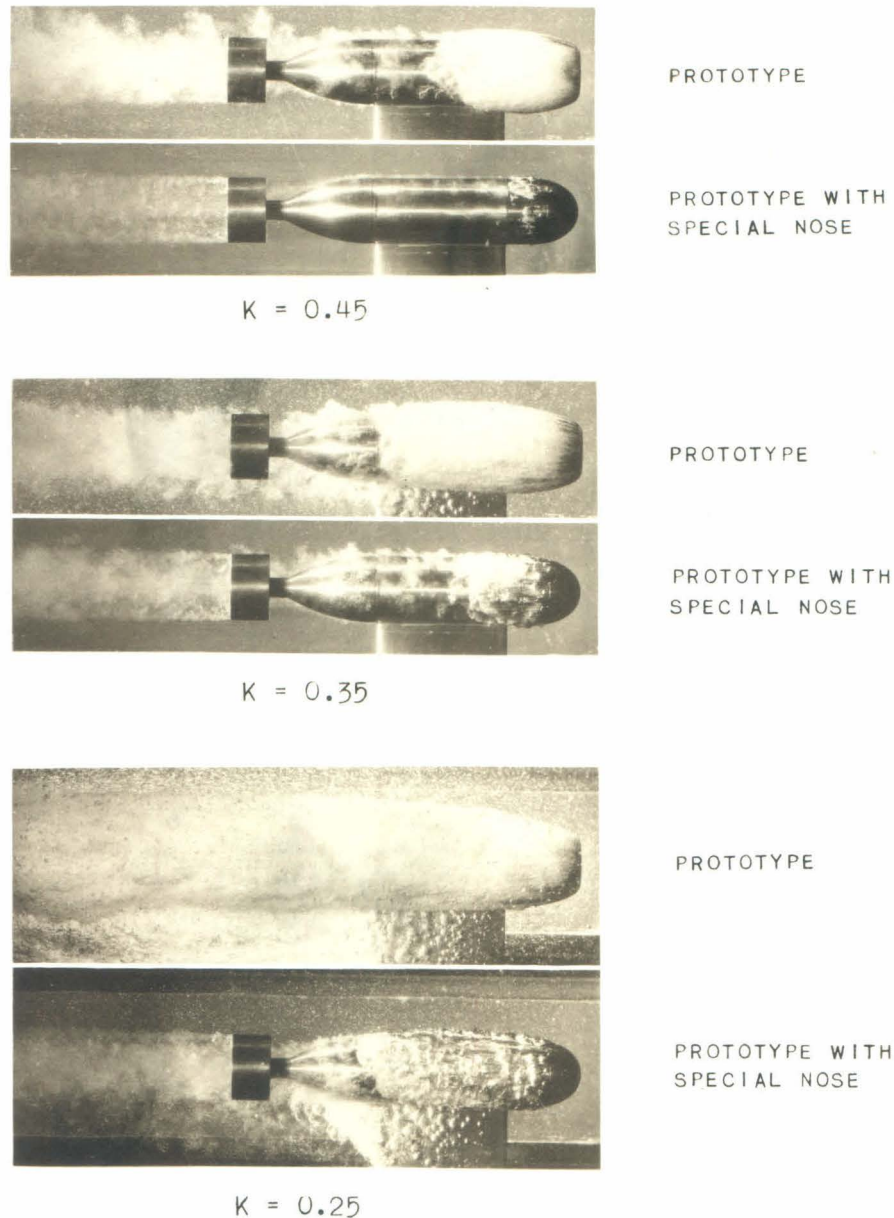 PROTOTYPE
PROTOTYPE WITH
SPECIAL NOSE
K = 0.45
PROTOTYPE
PROTOTYPE WITH
SPECIAL NOSE
K = 0.35
PROTOTYPE
PROTOTYPE WITH
SPECIAL NOSE
K = 0.25